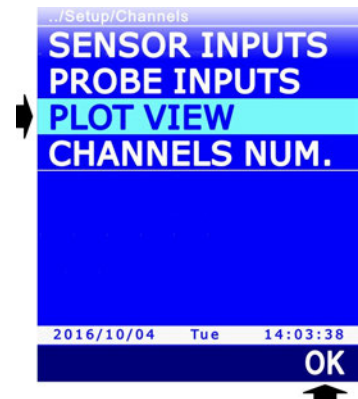 ../Setup/Channels
SENSOR INPUTS
PROBE INPUTS
PLOT VIEW
CHANNELS NUM.
2016/10/04 Tue 14:03:38
OK